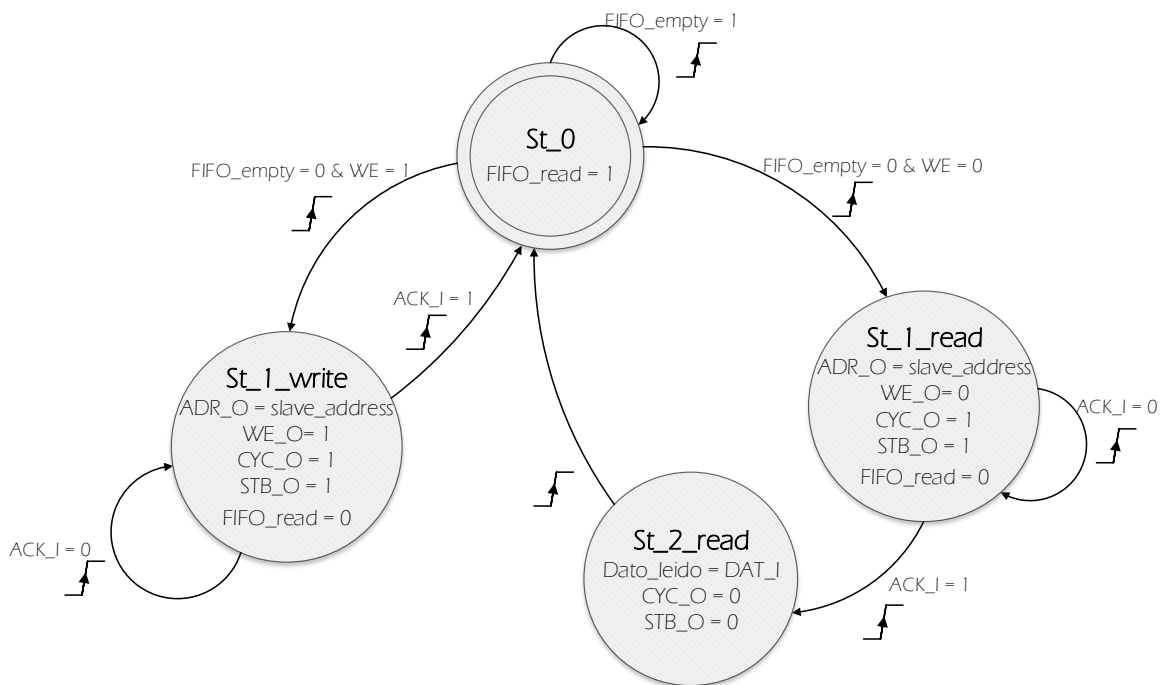 FIFO_empty = 1
St_0
FIFO_read = 1
FIFO_empty = 0 & WE = 1
FIFO_empty = 0 & WE = 0
ACK_I = 1
St_1_write
ADR_O = slave_address
WE_O= 1
CYC_O = 1
STB_O = 1
FIFO_read = 0
ACK_I = 0
St_1_read
ADR_O = slave_address
WE_O= 0
CYC_O = 1
STB_O = 1
FIFO_read = 0
ACK_I = 0
St_2_read
Dato_leido = DAT_I
CYC_O = 0
STB_O = 0
ACK_I = 1